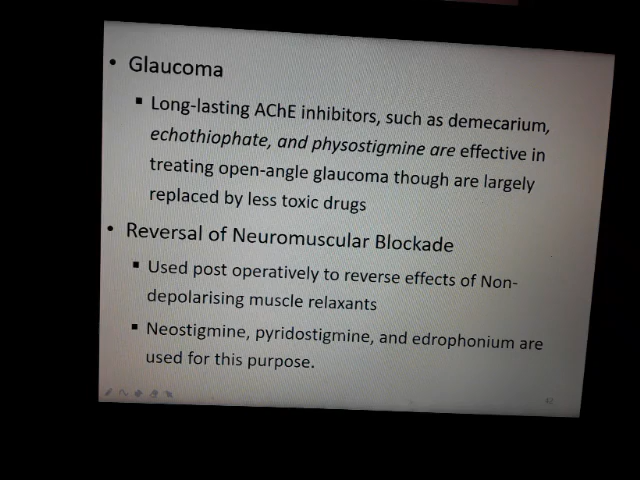 • Glaucoma
▪ Long-lasting AChE inhibitors, such as demecarium,
echothiophate, and physostigmine are effective in
treating open-angle glaucoma though are largely
replaced by less toxic drugs
• Reversal of Neuromuscular Blockade
▪ Used post operatively to reverse effects of Non-
depolarising muscle relaxants
▪ Neostigmine, pyridostigmine, and edrophonium are
used for this purpose.